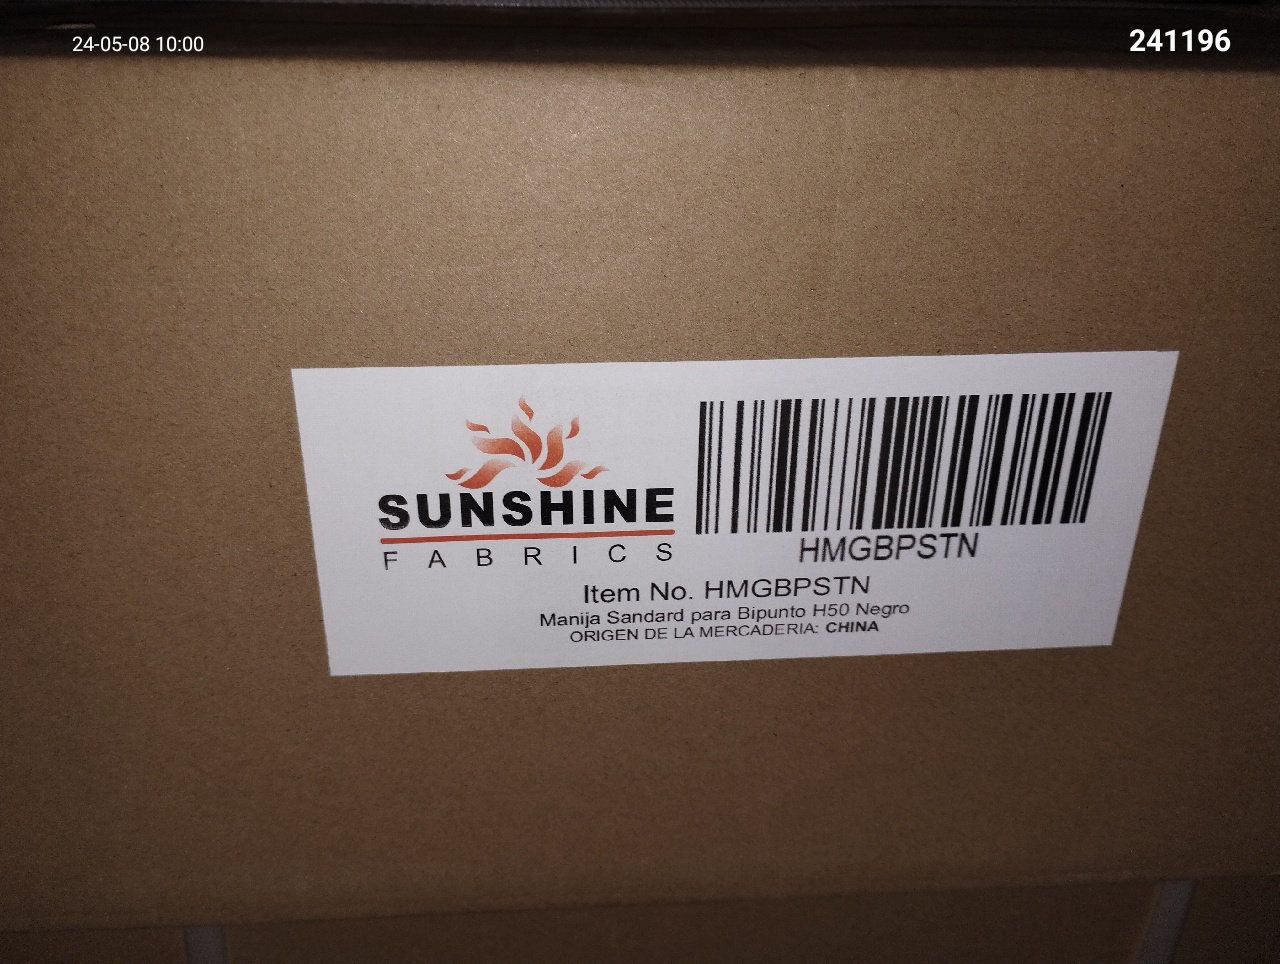 24-05-08 10:00
241196
SUNSHINE
FABRICS
HMGBPSTN
Item No. HMGBPSTN
Manija Sandard para Bipunto H50 Negro
ORIGEN DE LA MERCADERIA: CHINA